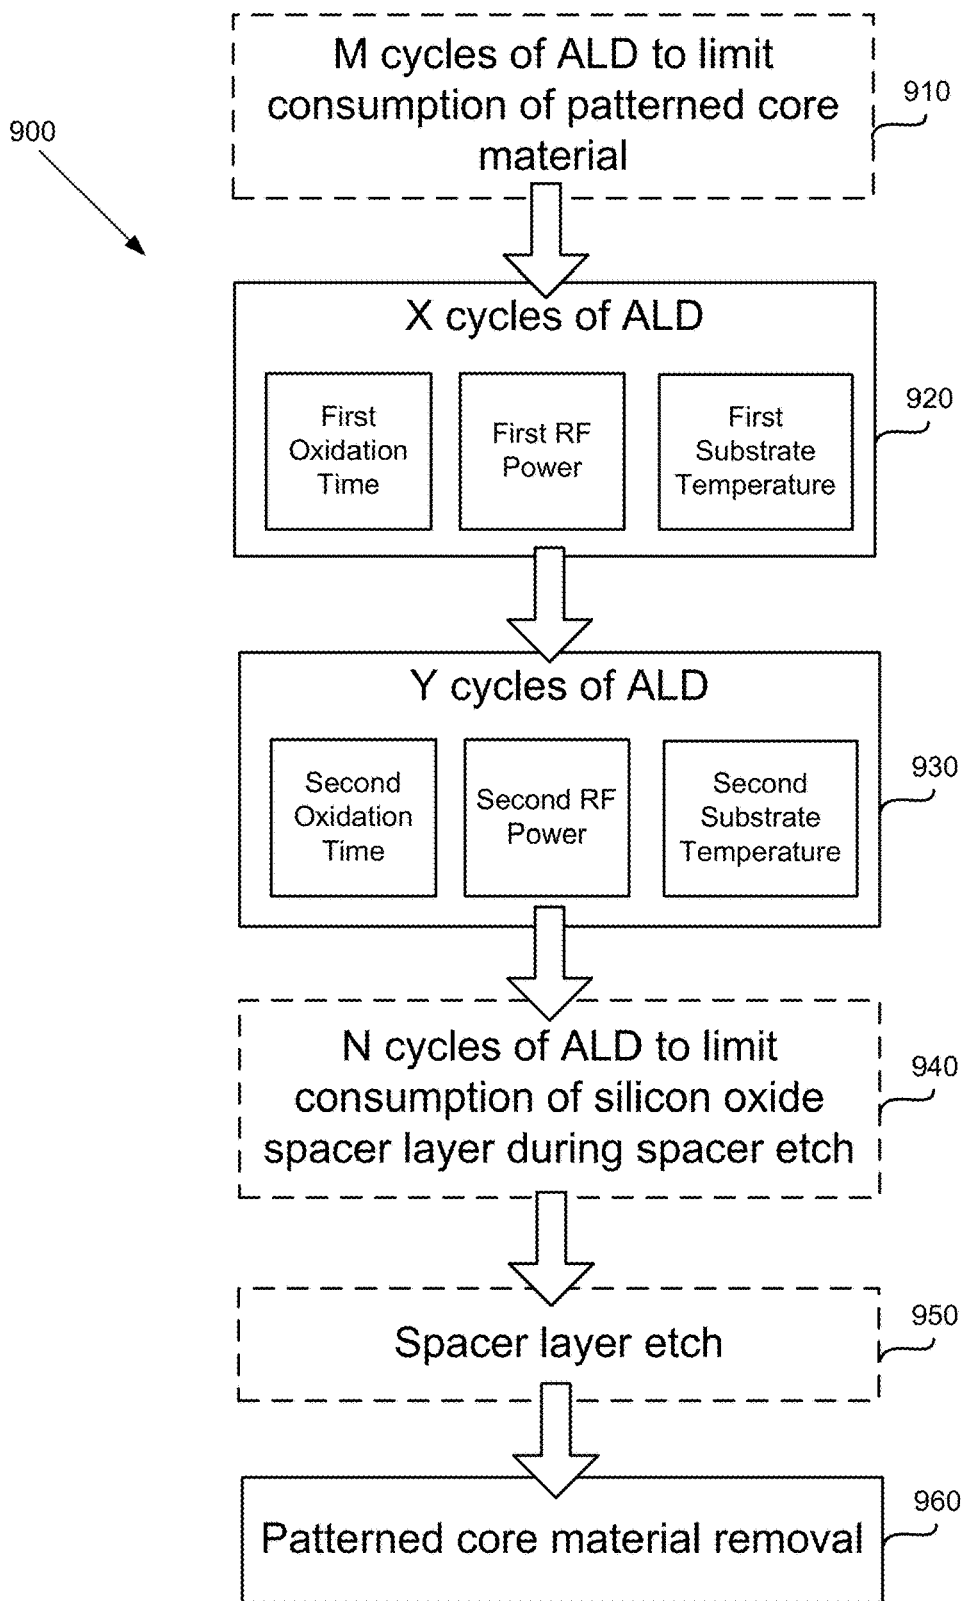 M cycles of ALD to limit
consumption of patterned core
material
910
900
X cycles of ALD
First
Oxidation
Time
First RF
Power
First
Substrate
Temperature
920
Y cycles of ALD
Second
Oxidation
Time
Second RF
Power
Second
Substrate
Temperature
930
N cycles of ALD to limit
consumption of silicon oxide
spacer layer during spacer etch
940
Spacer layer etch
950
Patterned core material removal
960